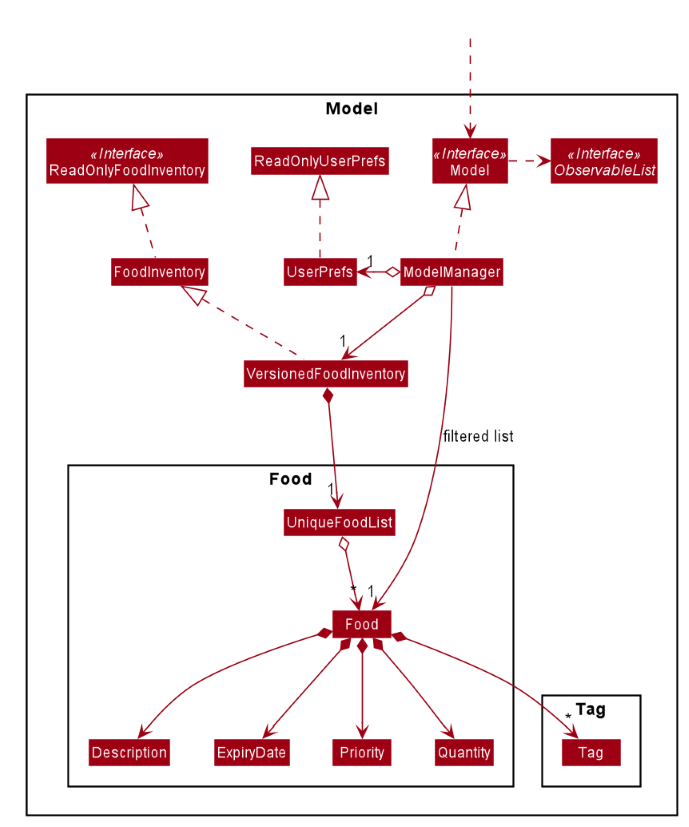 Model
«Interface»
ReadOnlyFoodInventory
ReadOnlyUserPrefs
«Interface»
Model
«Interface»
ObservableList
FoodInventory
UserPrefs
1
ModelManager
1
VersionedFoodInventory
filtered list
Food
1
UniqueFoodList
*
1
Food
Tag
*
Description
ExpiryDate
Priority
Quantity
Tag